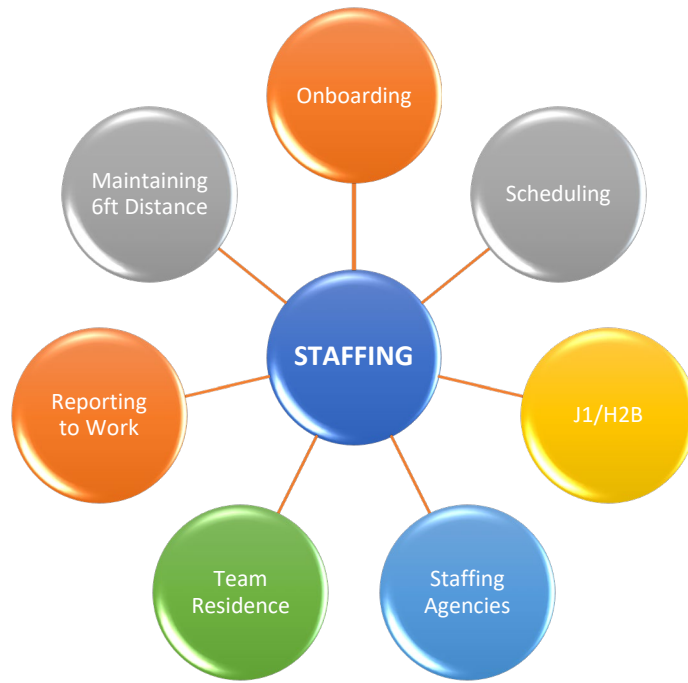 Onboarding
Scheduling
J1/H2B
Staffing
Agencies
Team
Residence
Reporting
to Work
Maintaining
6ft Distance
STAFFING